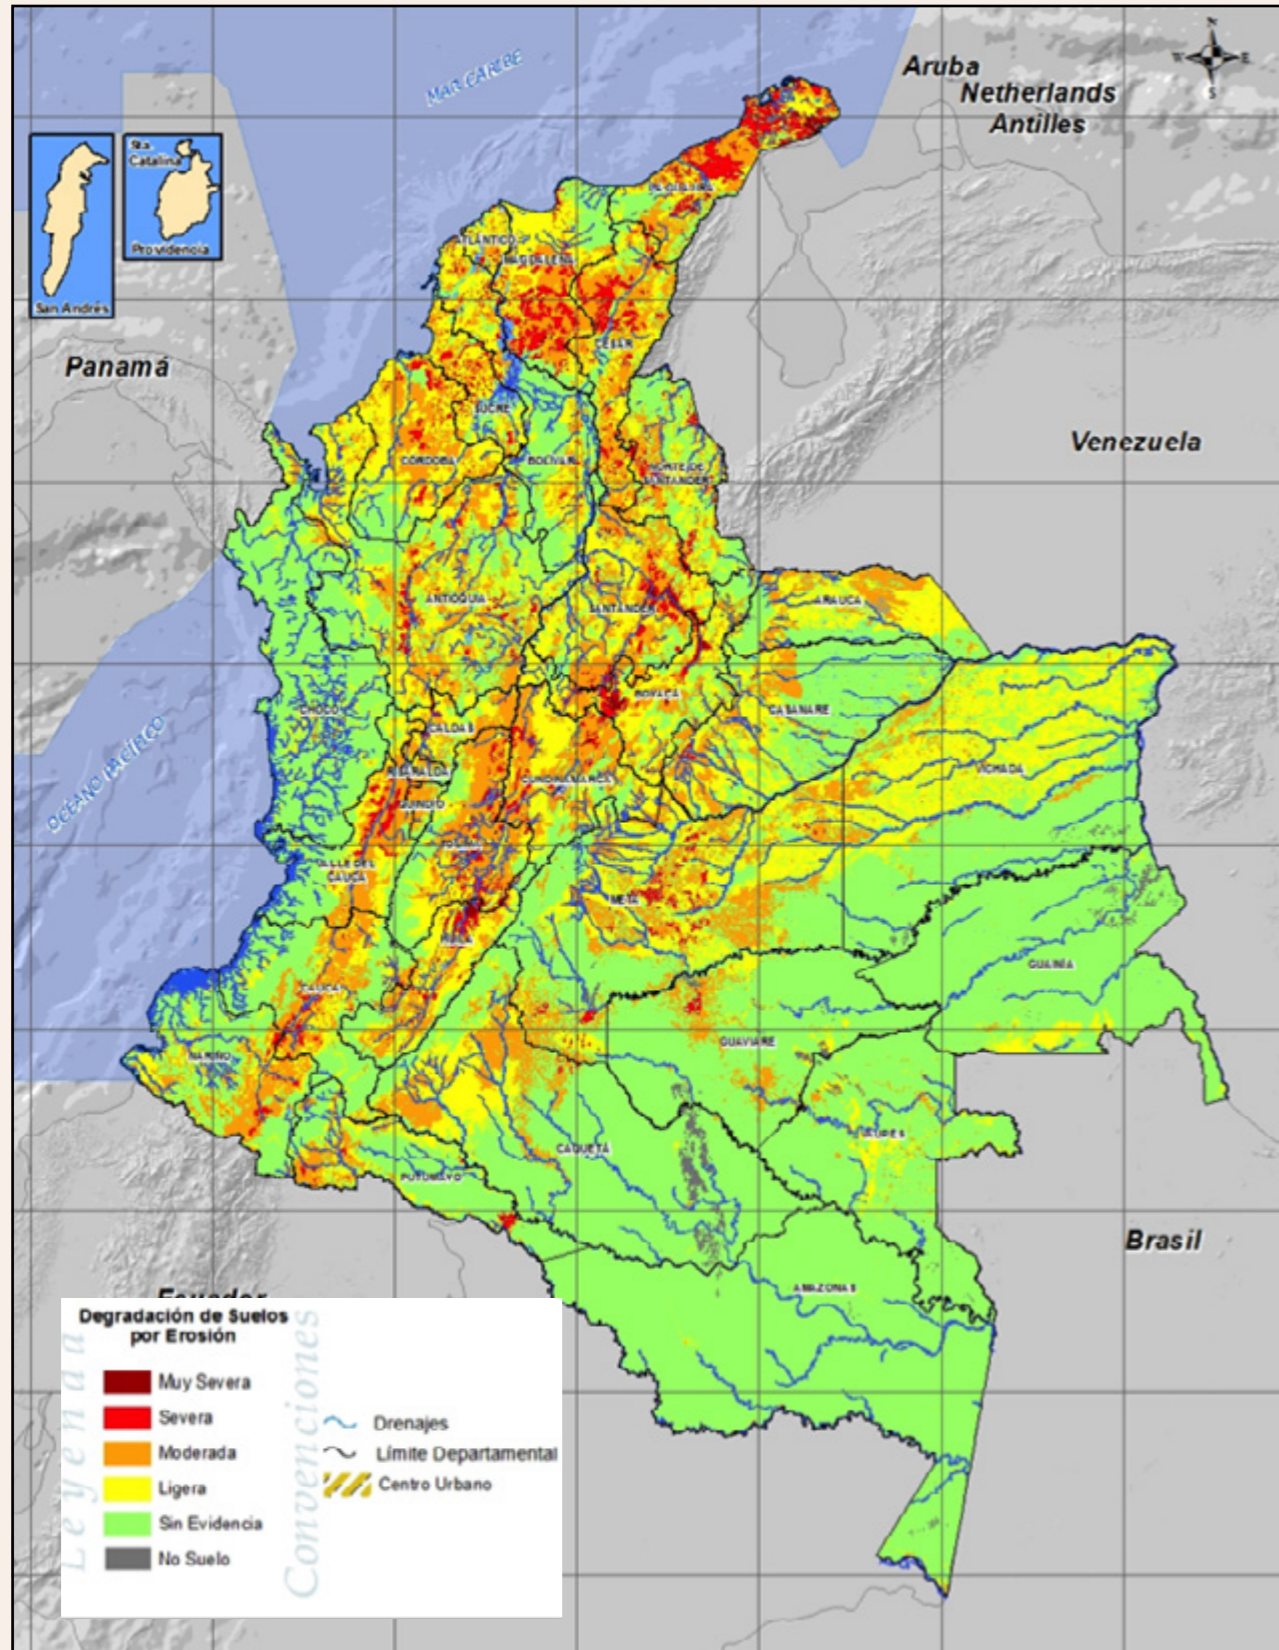 N
W
E
S
MAR CARIBE
Aruba
Netherlands
Antilles
Sta.
Catalina
Providencia
San Andrés
LA GUAJIRA
ATLÁNTICO
MAGDALENA
CESAR
Panamá
SUCRE
Venezuela
CÓRDOBA
BOLÍVAR
NORTE DE
SANTANDER
ANTIOQUIA
SANTANDER
ARAUCA
BOYACÁ
CHOCÓ
CASANARE
CALDAS
OCÉANO PACÍFICO
RISARALDA
CUNDINAMARCA
VICHADA
QUINDIO
VALLE DEL
CAUCA
META
HUILA
GUAINÍA
CAUCA
GUAVIARE
NARIÑO
VAUPÉS
CAQUETÁ
PUTUMAYO
Brasil
AMAZONAS
Ecuador
Leyenda
Degradación de Suelos
por Erosión
Muy Severa
Severa
Moderada
Ligera
Sin Evidencia
No Suelo
Convenciones
Drenajes
Límite Departamental
Centro Urbano